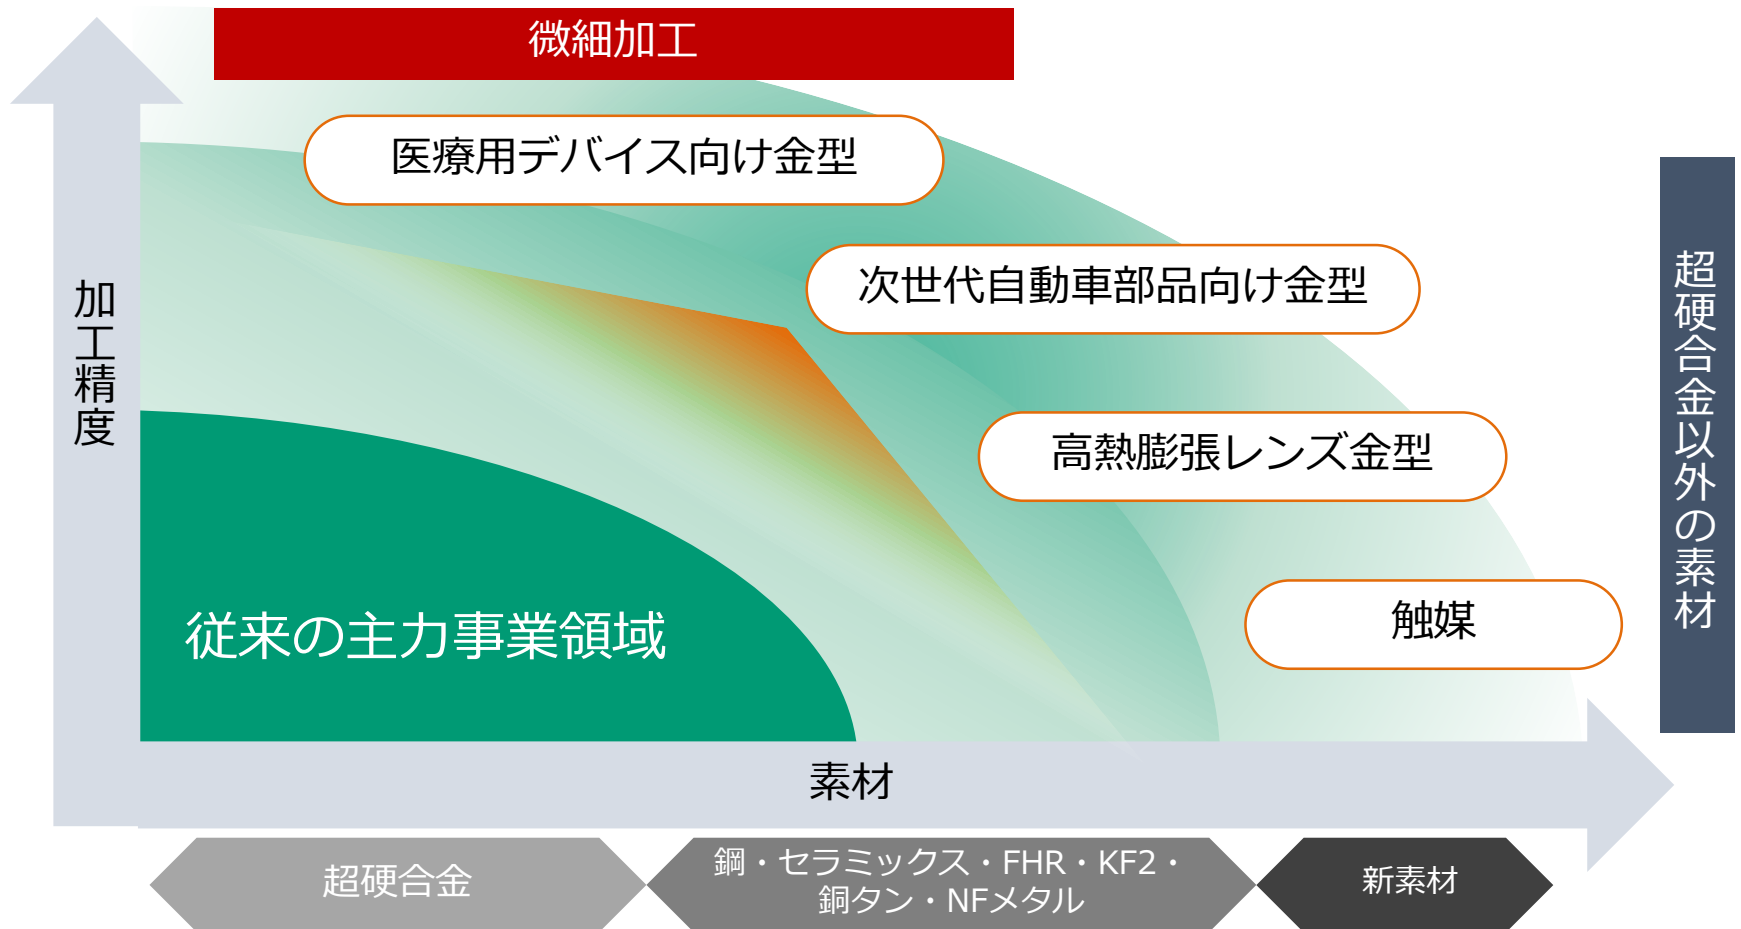 微細加工
医療用デバイス向け金型
次世代自動車部品向け金型
高熱膨張レンズ金型
触媒
加工精度
超硬合金以外の素材
従来の主力事業領域
素材
超硬合金
鋼・セラミックス・FHR・KF2・
銅タン・NFメタル
新素材